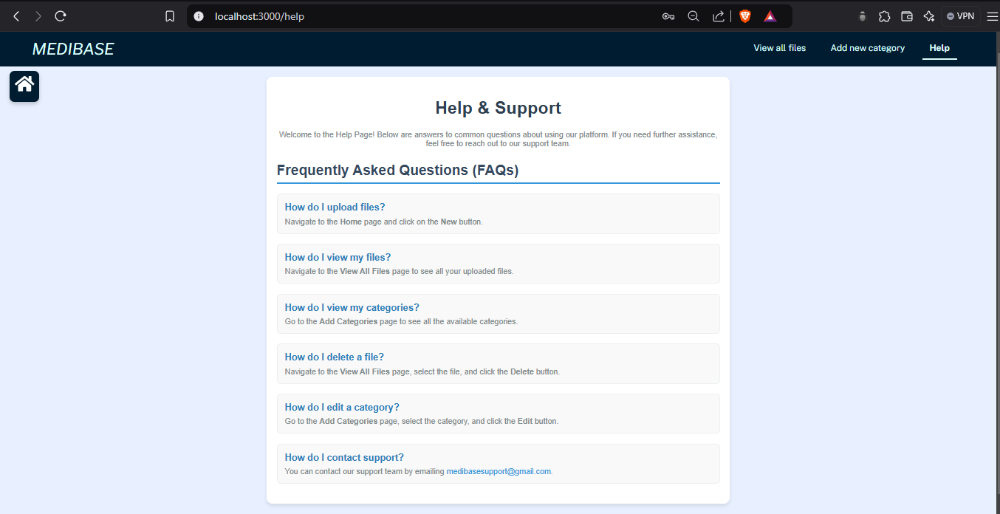 localhost:3000/help
VPN
MEDIBASE
View all files
Add new category
Help
Help & Support
Welcome to the Help Page! Below are answers to common questions about using our platform. If you need further assistance,
feel free to reach out to our support team.
Frequently Asked Questions (FAQs)
How do I upload files?
Navigate to the Home page and click on the New button.
How do I view my files?
Navigate to the View All Files page to see all your uploaded files.
How do I view my categories?
Go to the Add Categories page to see all the available categories.
How do I delete a file?
Navigate to the View All Files page, select the file, and click the Delete button.
How do I edit a category?
Go to the Add Categories page, select the category, and click the Edit button.
How do I contact support?
You can contact our support team by emailing medibasesupport@gmail.com.